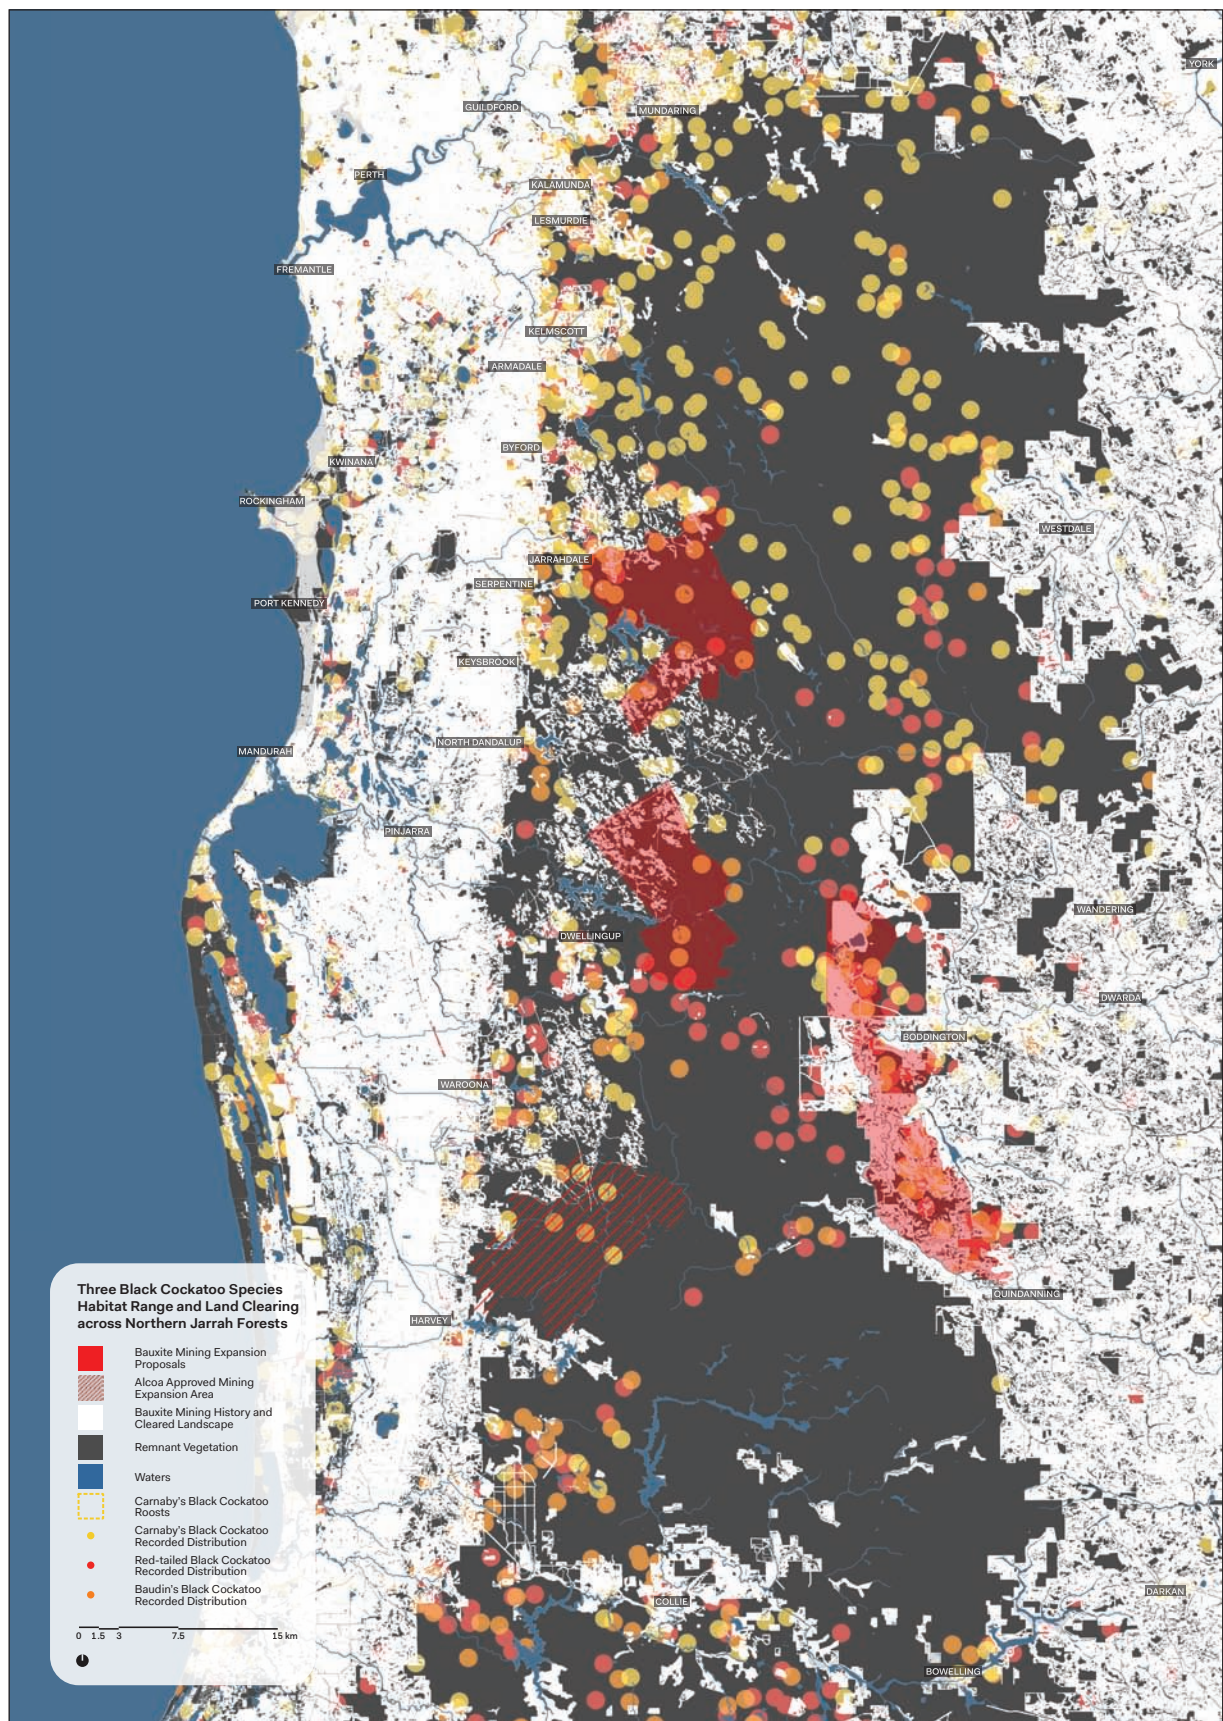 YORK
GUILDFORD
MUNDARING
PERTH
KALAMUNDA
LESMURDIE
FREMANTLE
KELMSCOTT
ARMADALE
BYFORD
KWINANA
ROCKINGHAM
WESTDALE
JARRAHDALE
SERPENTINE
PORT KENNEDY
KEYSBROOK
NORTH DANDALUP
MANDURAH
PINJARRA
WANDERING
DWELLINGUP
DWARDA
BODDINGTON
WAROONA
QUINDANNING
HARVEY
COLLIE
DARKAN
BOWELLING
Three Black Cockatoo Species
Habitat Range and Land Clearing
across Northern Jarrah Forests
Bauxite Mining Expansion
Proposals
Alcoa Approved Mining
Expansion Area
Bauxite Mining History and
Cleared Landscape
Remnant Vegetation
Waters
Carnaby's Black Cockatoo
Roosts
Carnaby's Black Cockatoo
Recorded Distribution
Red-tailed Black Cockatoo
Recorded Distribution
Baudin's Black Cockatoo
Recorded Distribution
0 1.5 3 7.5 15 km